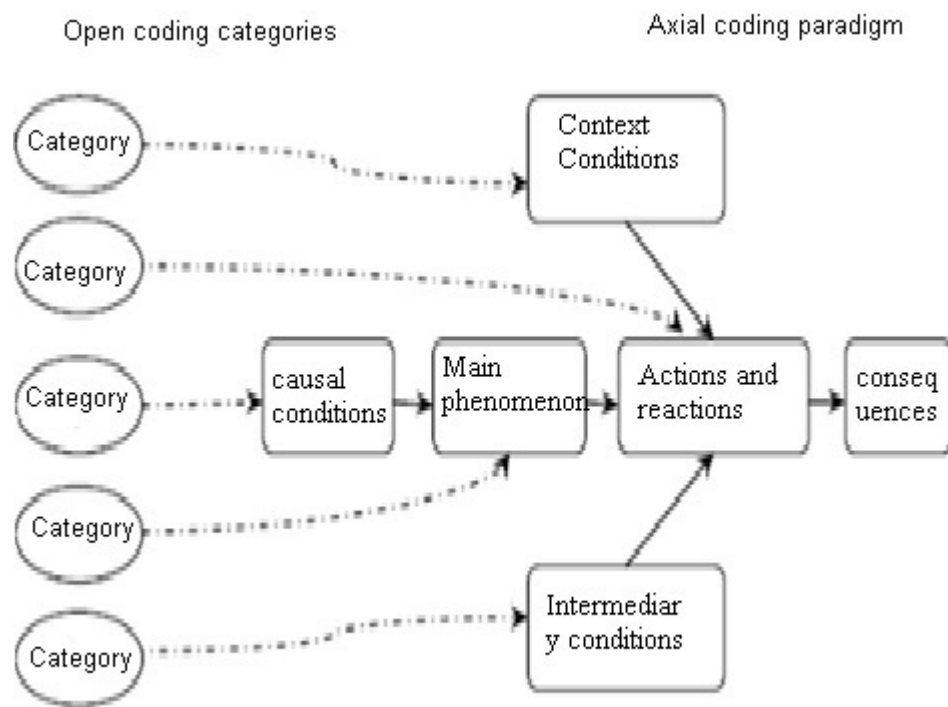 Open coding categories
Axial coding paradigm
Category
Context
Conditions
Category
Category
causal
conditions
Main
phenomenon
Actions and
reactions
conseq
uences
Category
Intermediar
y conditions
Category